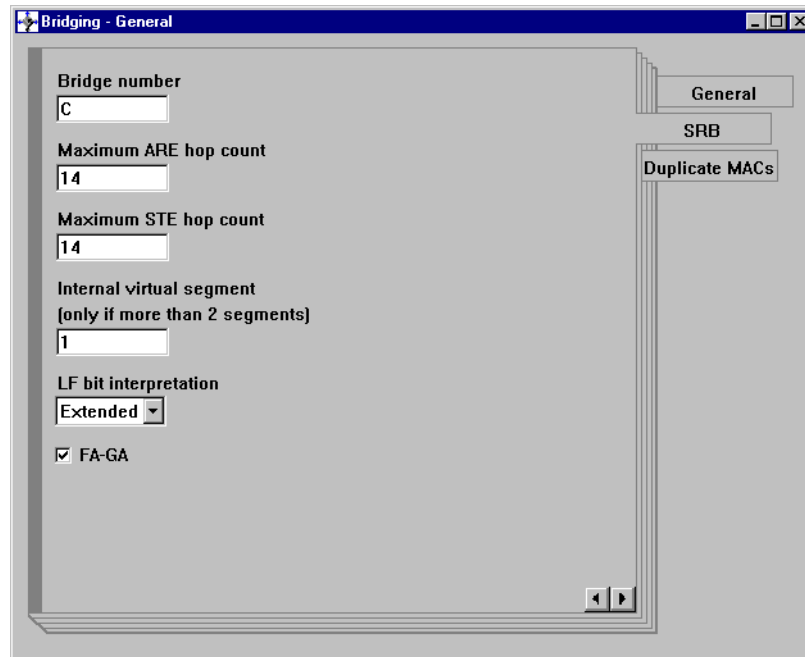 Bridging - General
Bridge number
C
Maximum ARE hop count
14
Maximum STE hop count
14
Internal virtual segment
(only if more than 2 segments)
1
LF bit interpretation
Extended
FA-GA
General
SRB
Duplicate MACs